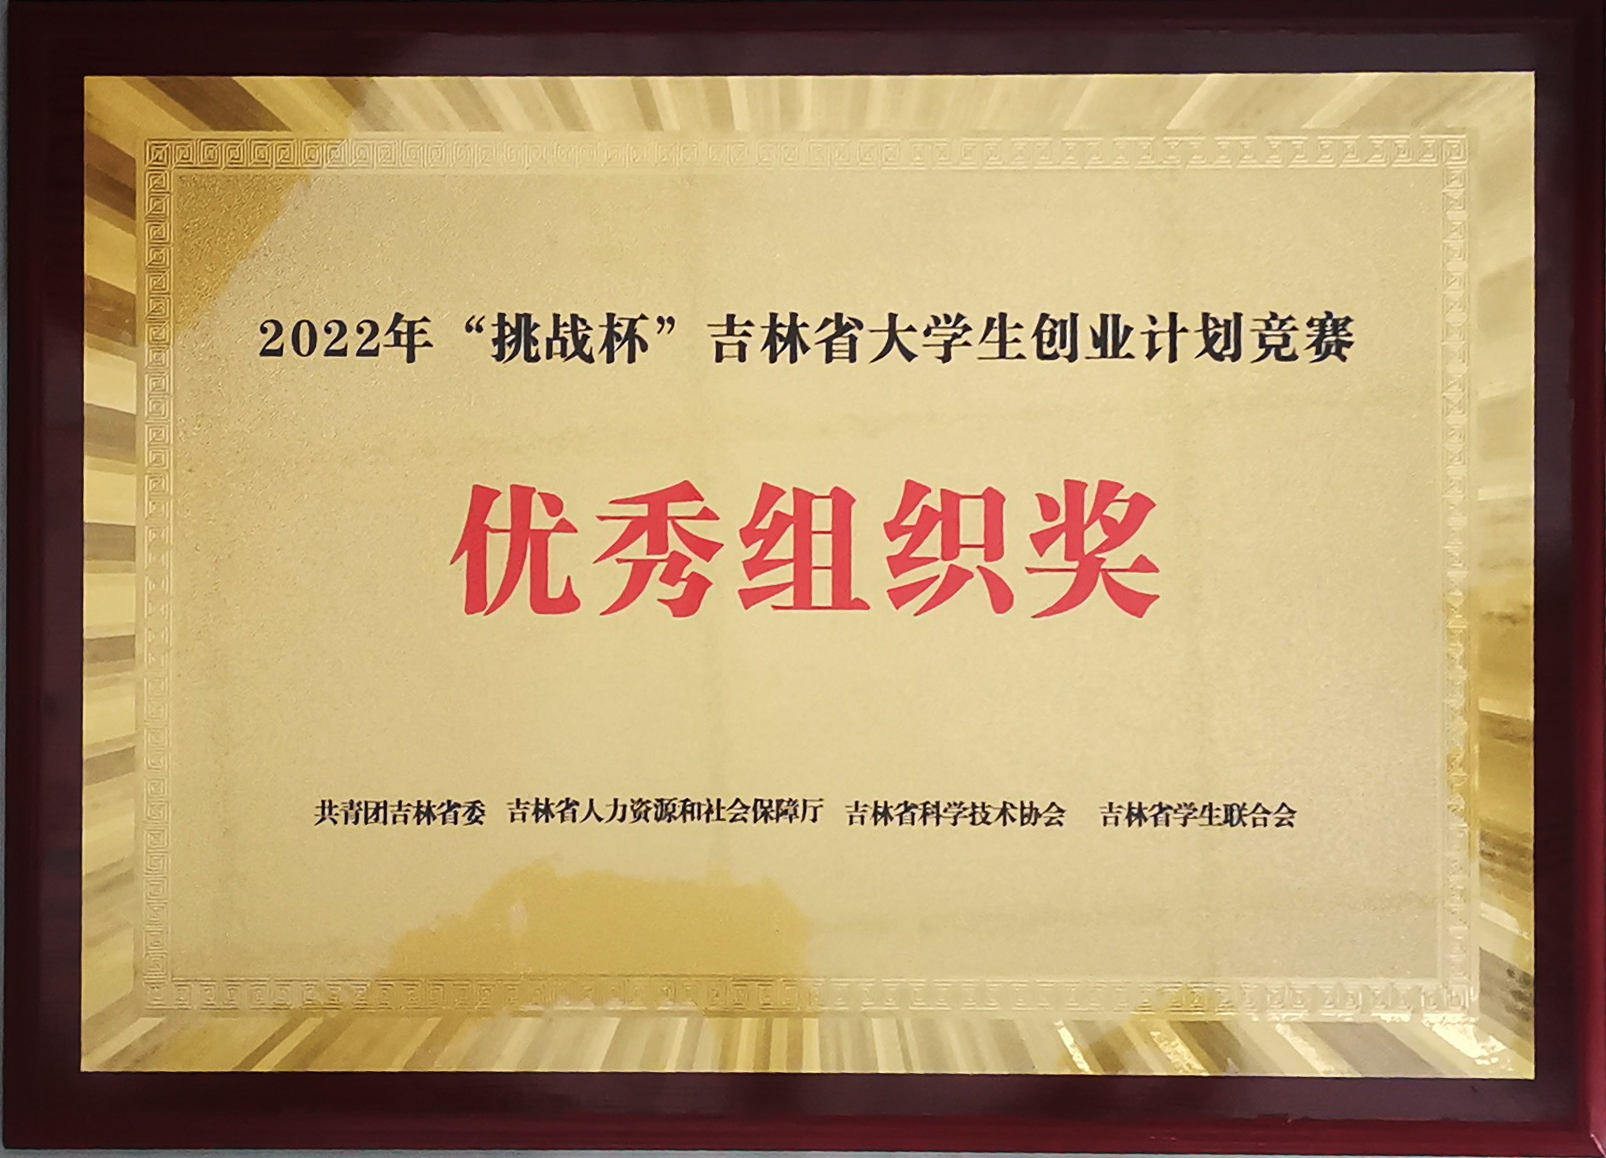 2022年“挑战杯”吉林省大学生创业计划竞赛
优秀组织奖
共青团吉林省委 吉林省人力资源和社会保障厅 吉林省科学技术协会 吉林省学生联合会